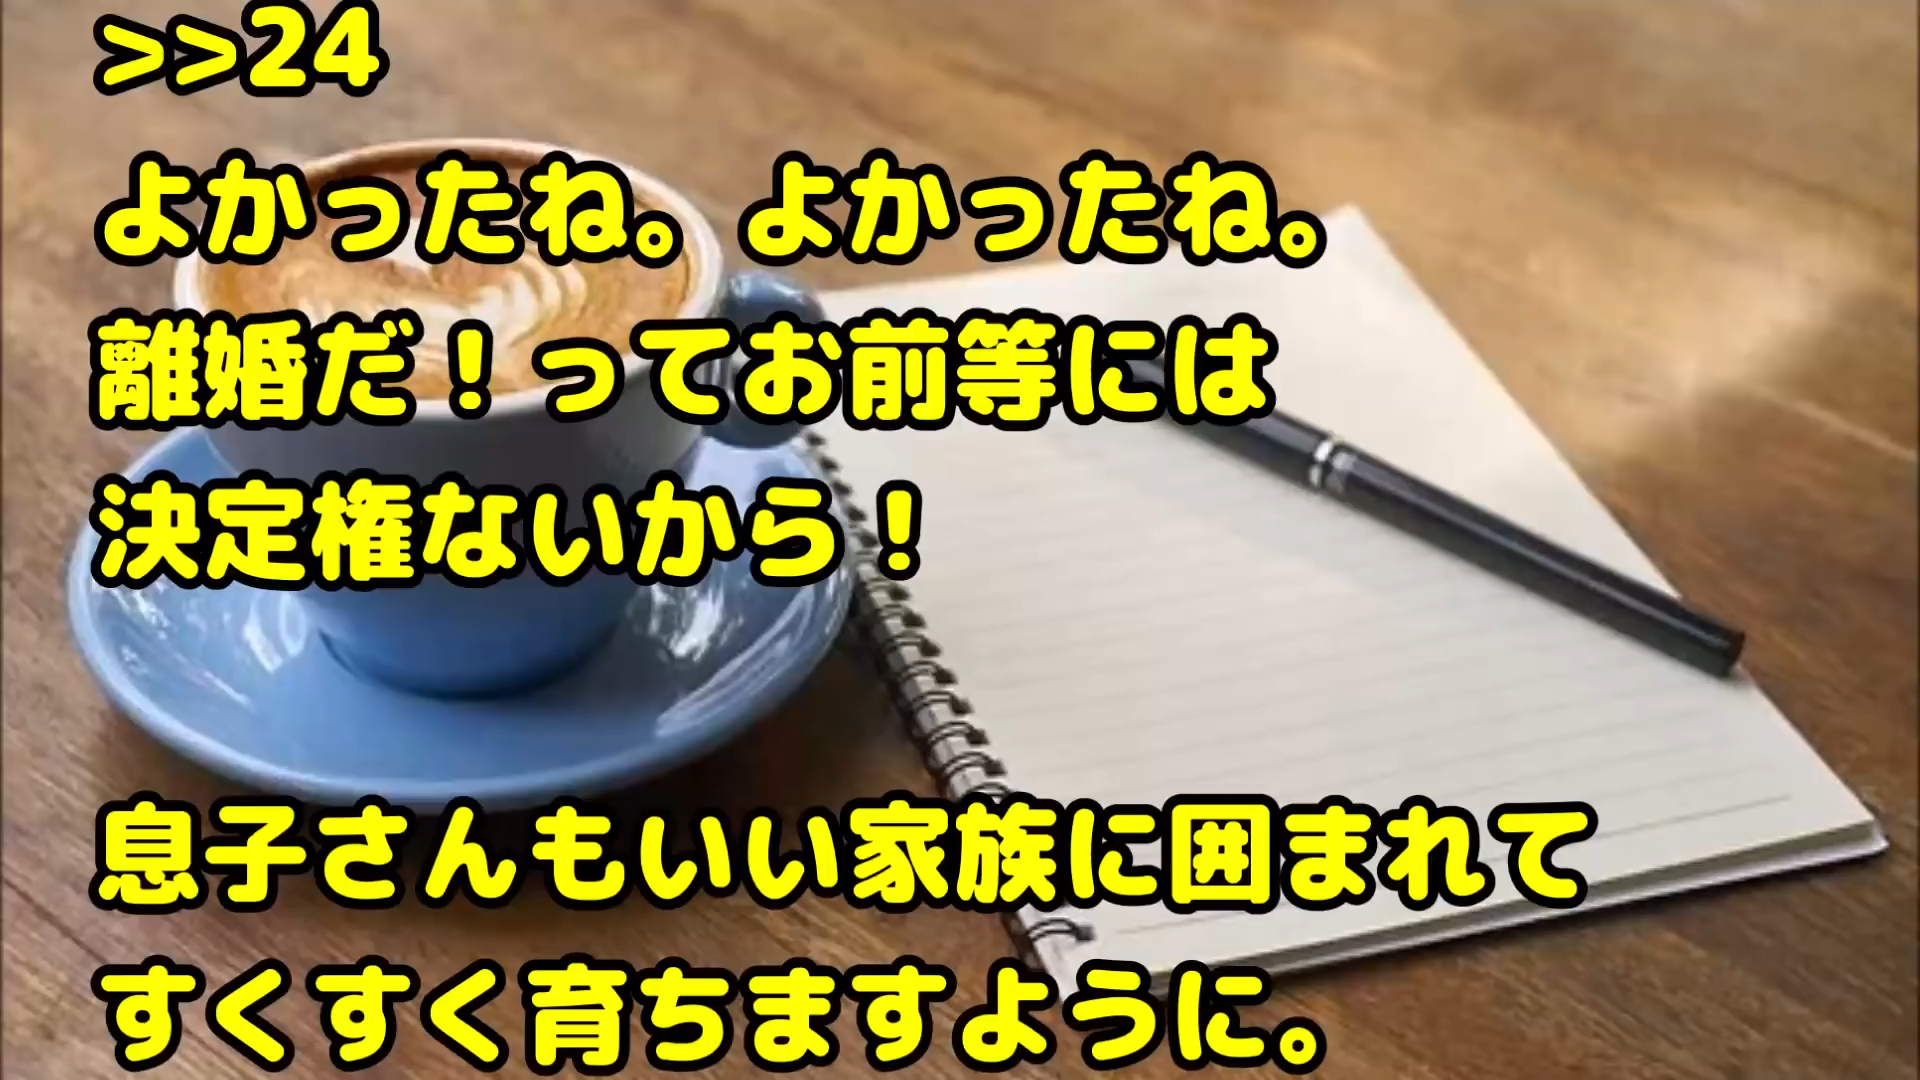 >>24
よかったね。よかったね。
離婚だ！ってお前等には
決定権ないから！
息子さんもいい家族に囲まれて
すくすく育ちますように。